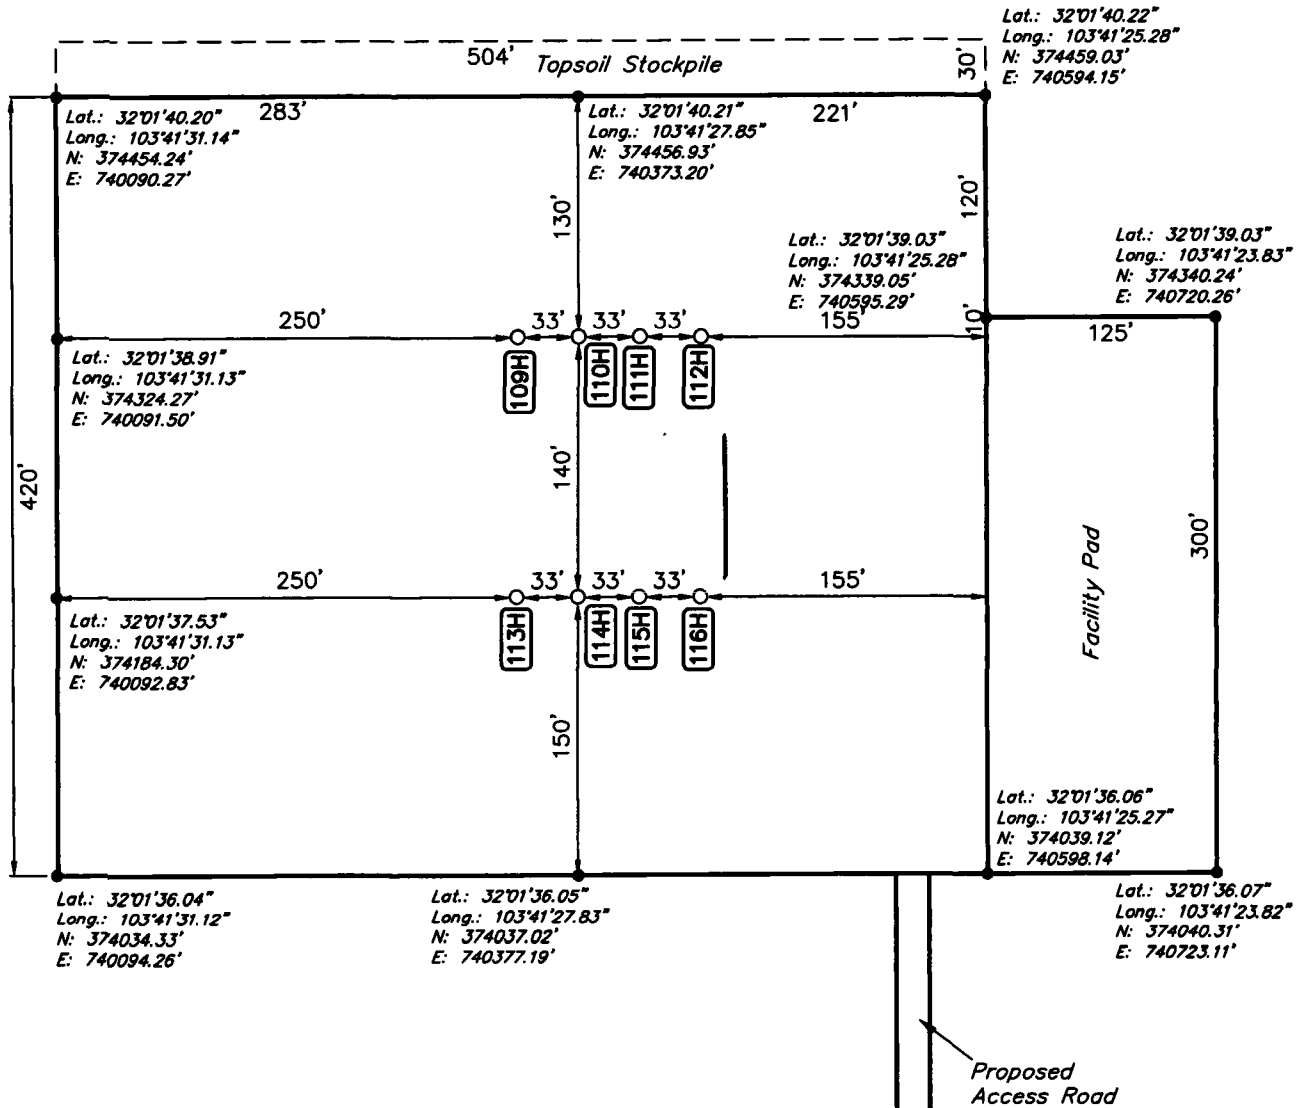 Lat.: 32°01'40.22"
Long.: 103°41'25.28"
N: 374459.03'
E: 740594.15'
504'
Topsoil Stockpile
30'
283'
221'
Lat.: 32°01'40.20"
Long.: 103°41'31.14"
N: 374454.24'
E: 740090.27'
Lat.: 32°01'40.21"
Long.: 103°41'27.85"
N: 374456.93'
E: 740373.20'
130'
120'
Lat.: 32°01'39.03"
Long.: 103°41'25.28"
N: 374339.05'
E: 740595.29'
Lat.: 32°01'39.03"
Long.: 103°41'23.83"
N: 374340.24'
E: 740720.26'
250'
33'
33'
33'
155'
10'
125'
109H
110H
111H
112H
Lat.: 32°01'38.91"
Long.: 103°41'31.13"
N: 374324.27'
E: 740091.50'
420'
140'
300'
Facility Pad
250'
33'
33'
33'
155'
113H
114H
115H
116H
Lat.: 32°01'37.53"
Long.: 103°41'31.13"
N: 374184.30'
E: 740092.83'
150'
Lat.: 32°01'36.06"
Long.: 103°41'25.27"
N: 374039.12'
E: 740598.14'
Lat.: 32°01'36.04"
Long.: 103°41'31.12"
N: 374034.33'
E: 740094.26'
Lat.: 32°01'36.05"
Long.: 103°41'27.83"
N: 374037.02'
E: 740377.19'
Lat.: 32°01'36.07"
Long.: 103°41'23.82"
N: 374040.31'
E: 740723.11'
Proposed
Access Road